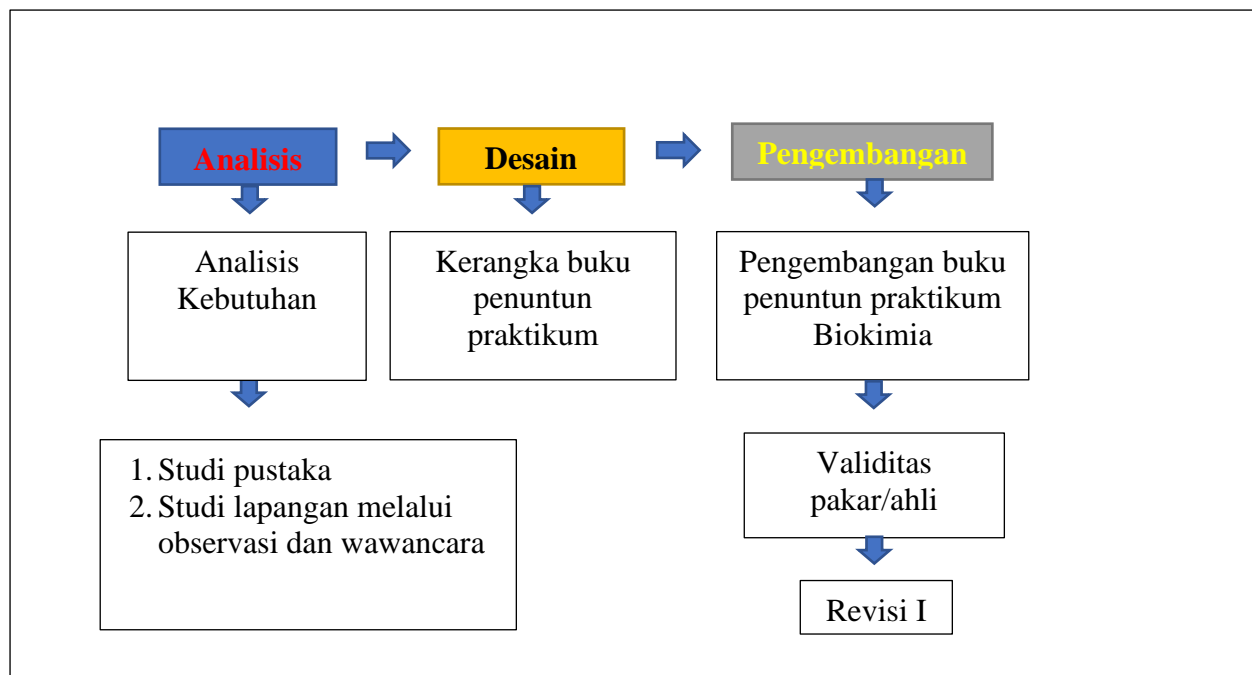 Analisis
Desain
Pengembangan
Analisis
Kebutuhan
Kerangka buku
penuntun
praktikum
Pengembangan buku
penuntun praktikum
Biokimia
1. Studi pustaka
2. Studi lapangan melalui
observasi dan wawancara
Validitas
pakar/ahli
Revisi I